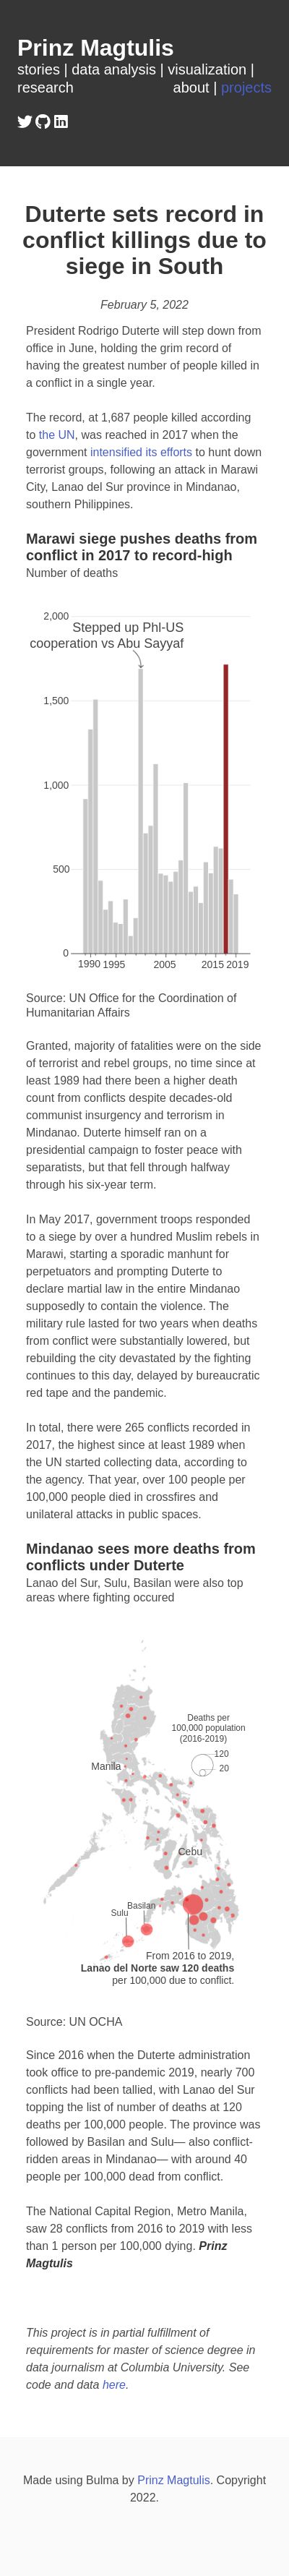 Prinz Magtulis
stories | data analysis | visualization |
research about | projects
Duterte sets record in
conflict killings due to
siege in South
February 5, 2022
President Rodrigo Duterte will step down from
office in June, holding the grim record of
having the greatest number of people killed in
a conflict in a single year.
The record, at 1,687 people killed according
to the UN, was reached in 2017 when the
government intensified its efforts to hunt down
terrorist groups, following an attack in Marawi
City, Lanao del Sur province in Mindanao,
southern Philippines.
Marawi siege pushes deaths from
conflict in 2017 to record-high
Number of deaths
2,000
Stepped up Phl-US
cooperation vs Abu Sayyaf
1,500
1,000
500
0
1990 1995 2005 2015 2019
Source: UN Office for the Coordination of
Humanitarian Affairs
Granted, majority of fatalities were on the side
of terrorist and rebel groups, no time since at
least 1989 had there been a higher death
count from conflicts despite decades-old
communist insurgency and terrorism in
Mindanao. Duterte himself ran on a
presidential campaign to foster peace with
separatists, but that fell through halfway
through his six-year term.
In May 2017, government troops responded
to a siege by over a hundred Muslim rebels in
Marawi, starting a sporadic manhunt for
perpetuators and prompting Duterte to
declare martial law in the entire Mindanao
supposedly to contain the violence. The
military rule lasted for two years when deaths
from conflict were substantially lowered, but
rebuilding the city devastated by the fighting
continues to this day, delayed by bureaucratic
red tape and the pandemic.
In total, there were 265 conflicts recorded in
2017, the highest since at least 1989 when
the UN started collecting data, according to
the agency. That year, over 100 people per
100,000 people died in crossfires and
unilateral attacks in public spaces.
Mindanao sees more deaths from
conflicts under Duterte
Lanao del Sur, Sulu, Basilan were also top
areas where fighting occured
Deaths per
100,000 population
(2016-2019)
120
20
Manila
Cebu
Basilan
Sulu
From 2016 to 2019,
Lanao del Norte saw 120 deaths
per 100,000 due to conflict.
Source: UN OCHA
Since 2016 when the Duterte administration
took office to pre-pandemic 2019, nearly 700
conflicts had been tallied, with Lanao del Sur
topping the list of number of deaths at 120
deaths per 100,000 people. The province was
followed by Basilan and Sulu— also conflict-
ridden areas in Mindanao— with around 40
people per 100,000 dead from conflict.
The National Capital Region, Metro Manila,
saw 28 conflicts from 2016 to 2019 with less
than 1 person per 100,000 dying. Prinz
Magtulis
This project is in partial fulfillment of
requirements for master of science degree in
data journalism at Columbia University. See
code and data here.
Made using Bulma by Prinz Magtulis. Copyright
2022.